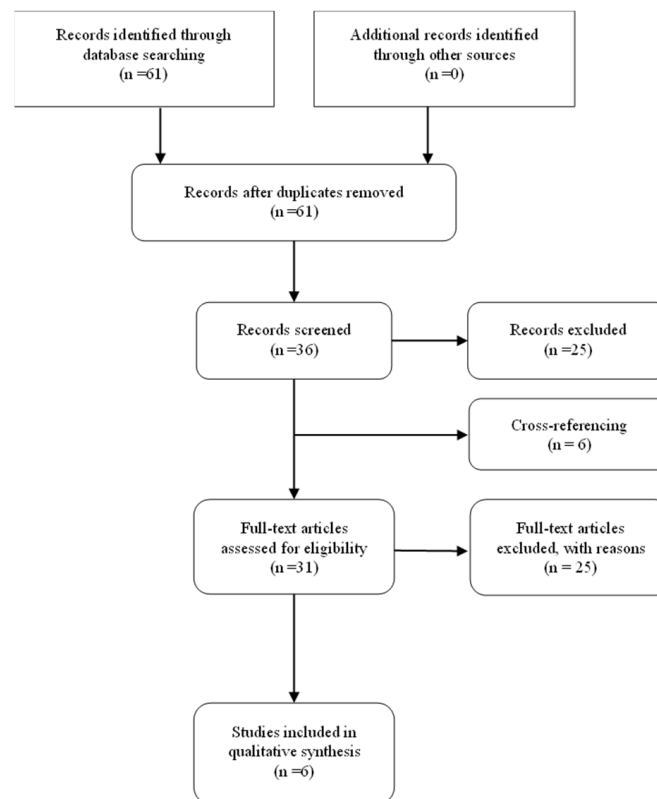 Records identified through
database searching
(n =61)
Additional records identified
through other sources
(n =0)
Records after duplicates removed
(n =61)
Records screened
(n =36)
Records excluded
(n =25)
Cross-referencing
(n = 6)
Full-text articles
assessed for eligibility
(n =31)
Full-text articles
excluded, with reasons
(n = 25)
Studies included in
qualitative synthesis
(n =6)